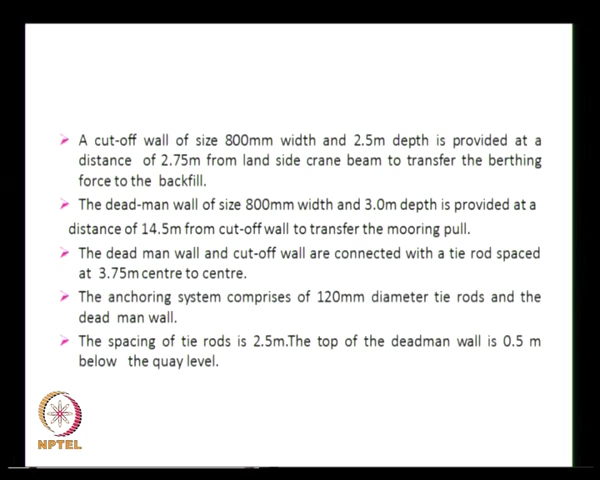 A cut-off wall of size 800mm width and 2.5m depth is provided at a
distance of 2.75m from land side crane beam to transfer the berthing
force to the backfill.
The dead-man wall of size 800mm width and 3.0m depth is provided at a
distance of 14.5m from cut-off wall to transfer the mooring pull.
The dead man wall and cut-off wall are connected with a tie rod spaced
at 3.75m centre to centre.
The anchoring system comprises of 120mm diameter tie rods and the
dead man wall.
The spacing of tie rods is 2.5m.The top of the deadman wall is 0.5 m
below the quay level.
NPTEL